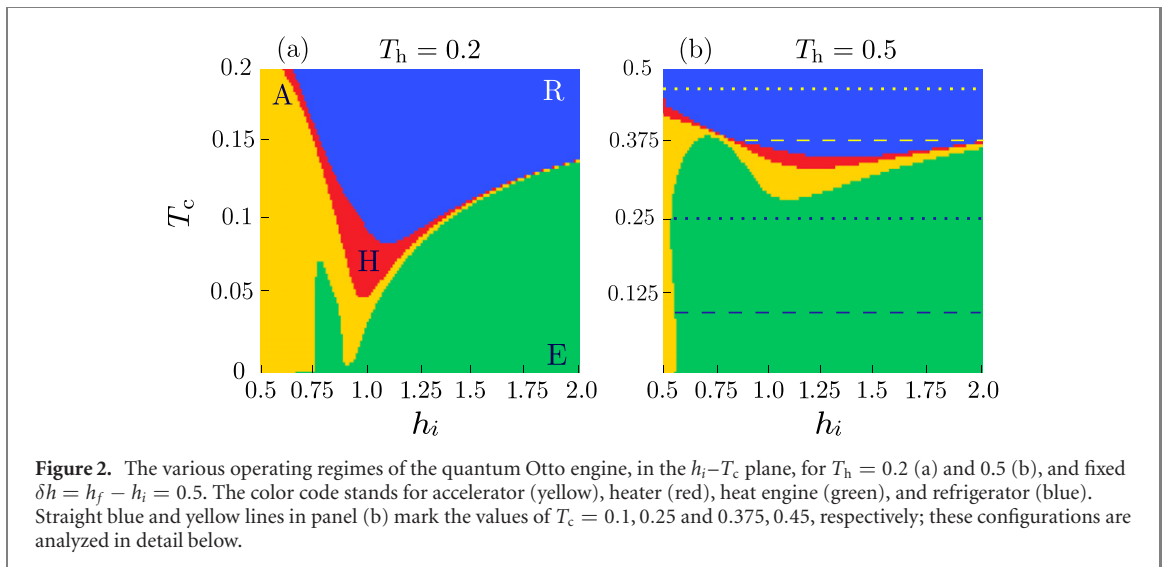 (a) T_h = 0.2 (b) T_h = 0.5
0.2 A R 0.5
0.15 0.375
T_c 0.1 0.25
H
0.05 0.125
0 E
0.5 0.75 1.0 1.25 1.5 1.75 2.0 0.5 0.75 1.0 1.25 1.5 1.75 2.0
h_i h_i
Figure 2. The various operating regimes of the quantum Otto engine, in the h_i–T_c plane, for T_h = 0.2 (a) and 0.5 (b), and fixed
δh = h_f − h_i = 0.5. The color code stands for accelerator (yellow), heater (red), heat engine (green), and refrigerator (blue).
Straight blue and yellow lines in panel (b) mark the values of T_c = 0.1, 0.25 and 0.375, 0.45, respectively; these configurations are
analyzed in detail below.